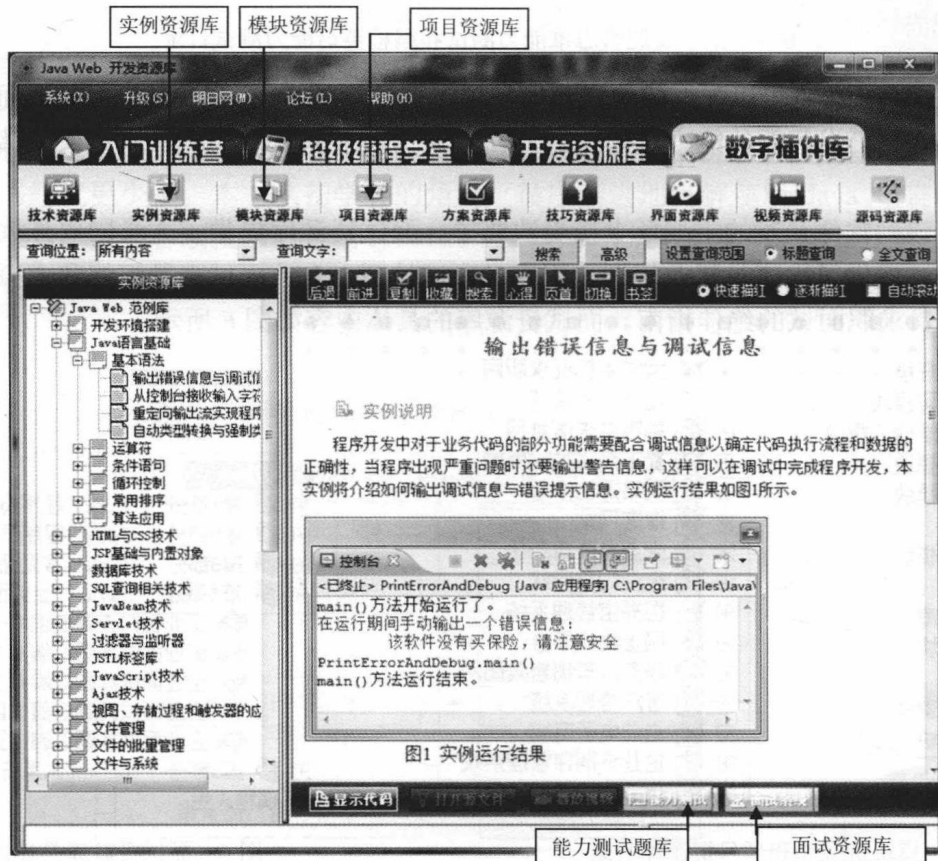 实例资源库 模块资源库 项目资源库
Java Web 开发资源库
系统(X) 升级(S) 明日网(W) 论坛(L) 帮助(H)
入门训练营 超级编程学堂 开发资源库 数字插件库
技术资源库 实例资源库 模块资源库 项目资源库 方案资源库 技巧资源库 界面资源库 视频资源库 源码资源库
查询位置: 所有内容 查询文字: 搜索 高级 设置查询范围 标题查询 全文查询
实例资源库
后退 前进 复制 收藏 搜索 心得 页首 切换 书签 快速描红 逐渐描红 自动滚动
Java Web 范例库
开发环境搭建
Java语言基础
基本语法
输出错误信息与调试信
从控制台接收输入字符
重定向输出流实现程序
自动类型转换与强制类
运算符
条件语句
循环控制
常用排序
算法应用
HTML与CSS技术
JSP基础与内置对象
数据库技术
SQL查询相关技术
JavaBean技术
Servlet技术
过滤器与监听器
JSTL标签库
JavaScript技术
Ajax技术
视图、存储过程和触发器的应
文件管理
文件的批量管理
文件与系统
输出错误信息与调试信息
实例说明
程序开发中对于业务代码的部分功能需要配合调试信息以确定代码执行流程和数据的
正确性，当程序出现严重问题时还要输出警告信息，这样可以在调试中完成程序开发，本
实例将介绍如何输出调试信息与错误提示信息。实例运行结果如图1所示。
控制台
<已终止> PrintErrorAndDebug [Java 应用程序] C:\Program Files\Java\
main()方法开始运行了。
在运行期间手动输出一个错误信息：
该软件没有买保险，请注意安全
PrintErrorAndDebug.main()
main()方法运行结束。
图1 实例运行结果
显示代码 能力测试
能力测试题库 面试资源库